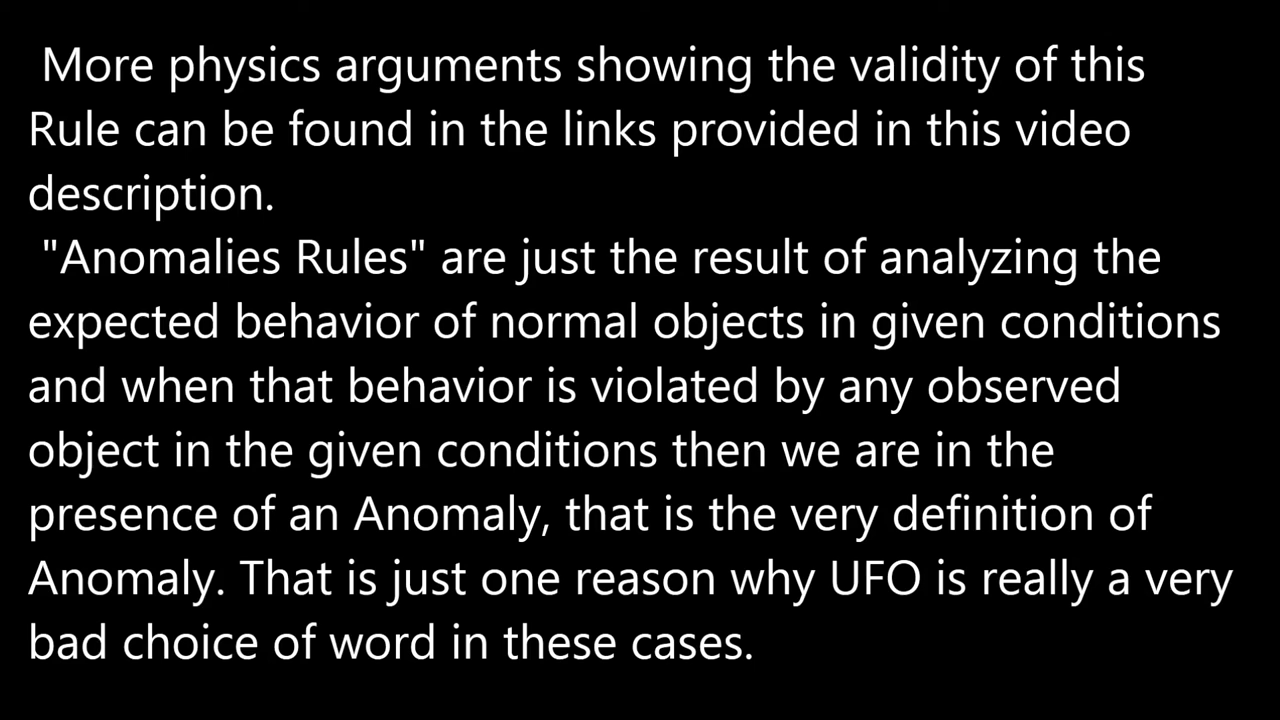 More physics arguments showing the validity of this
Rule can be found in the links provided in this video
description.
"Anomalies Rules" are just the result of analyzing the
expected behavior of normal objects in given conditions
and when that behavior is violated by any observed
object in the given conditions then we are in the
presence of an Anomaly, that is the very definition of
Anomaly. That is just one reason why UFO is really a very
bad choice of word in these cases.